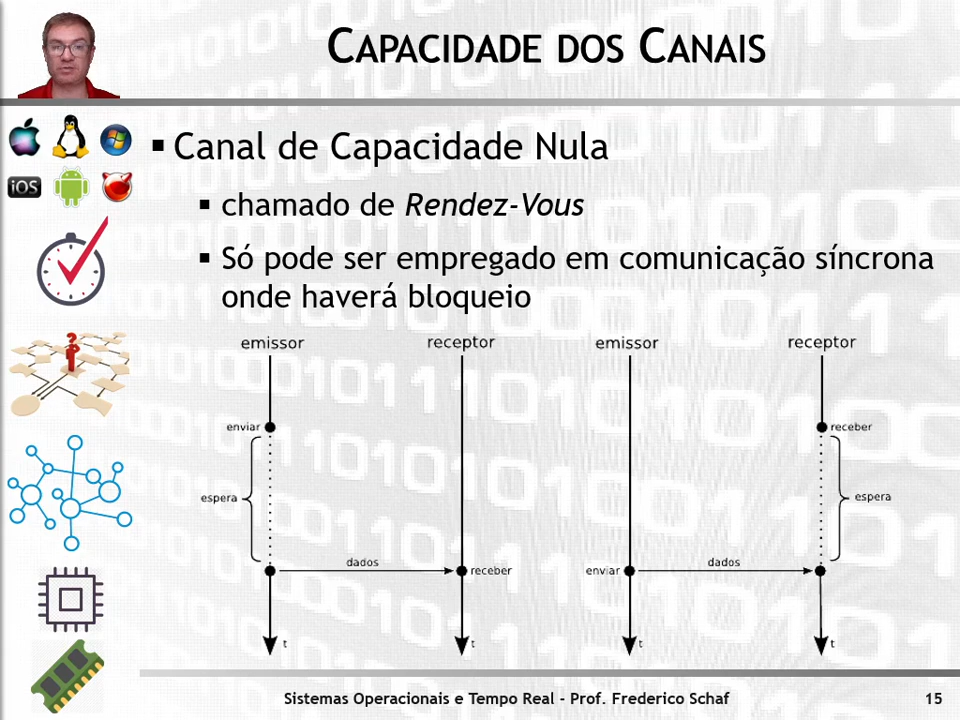 CAPACIDADE DOS CANAIS
Canal de Capacidade Nula
chamado de Rendez-Vous
Só pode ser empregado em comunicação síncrona
onde haverá bloqueio
iOS
emissor
receptor
enviar
espera
dados
receber
t
t
emissor
receptor
receber
espera
enviar
dados
t
t
Sistemas Operacionais e Tempo Real - Prof. Frederico Schaf
15